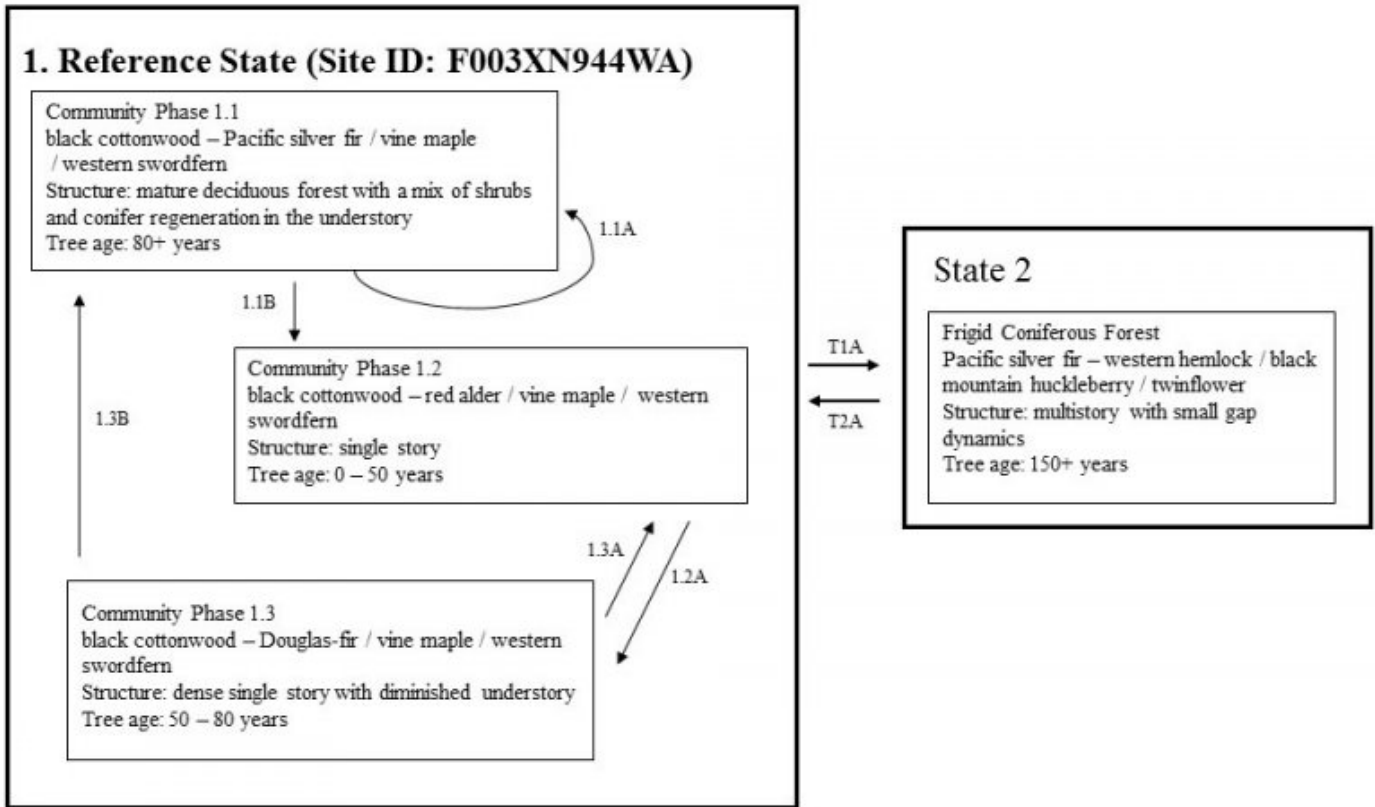 1. Reference State (Site ID: F003XN944WA)
Community Phase 1.1
black cottonwood – Pacific silver fir / vine maple
/ western swordfern
Structure: mature deciduous forest with a mix of shrubs
and conifer regeneration in the understory
Tree age: 80+ years
1.1A
1.1B
Community Phase 1.2
black cottonwood – red alder / vine maple / western
swordfern
Structure: single story
Tree age: 0 – 50 years
1.3B
1.3A
1.2A
Community Phase 1.3
black cottonwood – Douglas-fir / vine maple / western
swordfern
Structure: dense single story with diminished understory
Tree age: 50 – 80 years
T1A
T2A
State 2
Frigid Coniferous Forest
Pacific silver fir – western hemlock / black
mountain huckleberry / twinflower
Structure: multistory with small gap
dynamics
Tree age: 150+ years